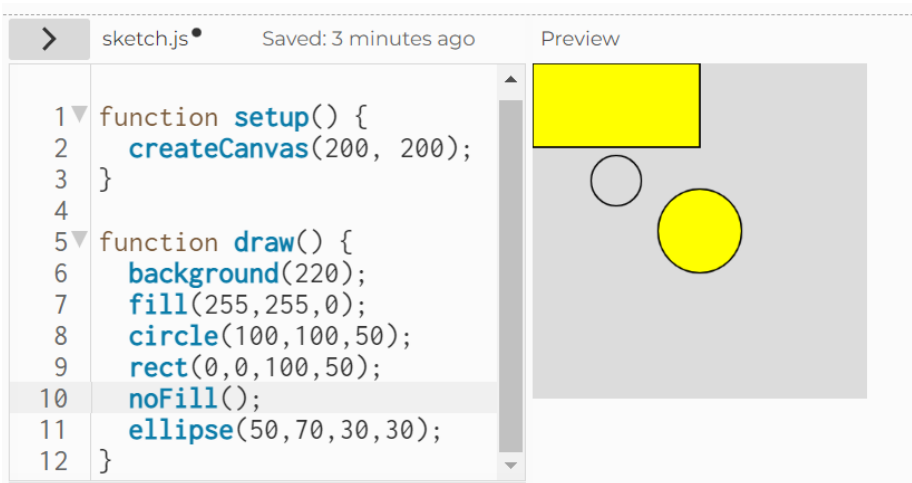 sketch.js● Saved: 3 minutes ago Preview
1 function setup() {
2   createCanvas(200, 200);
3 }
4
5 function draw() {
6   background(220);
7   fill(255,255,0);
8   circle(100,100,50);
9   rect(0,0,100,50);
10   noFill();
11   ellipse(50,70,30,30);
12 }